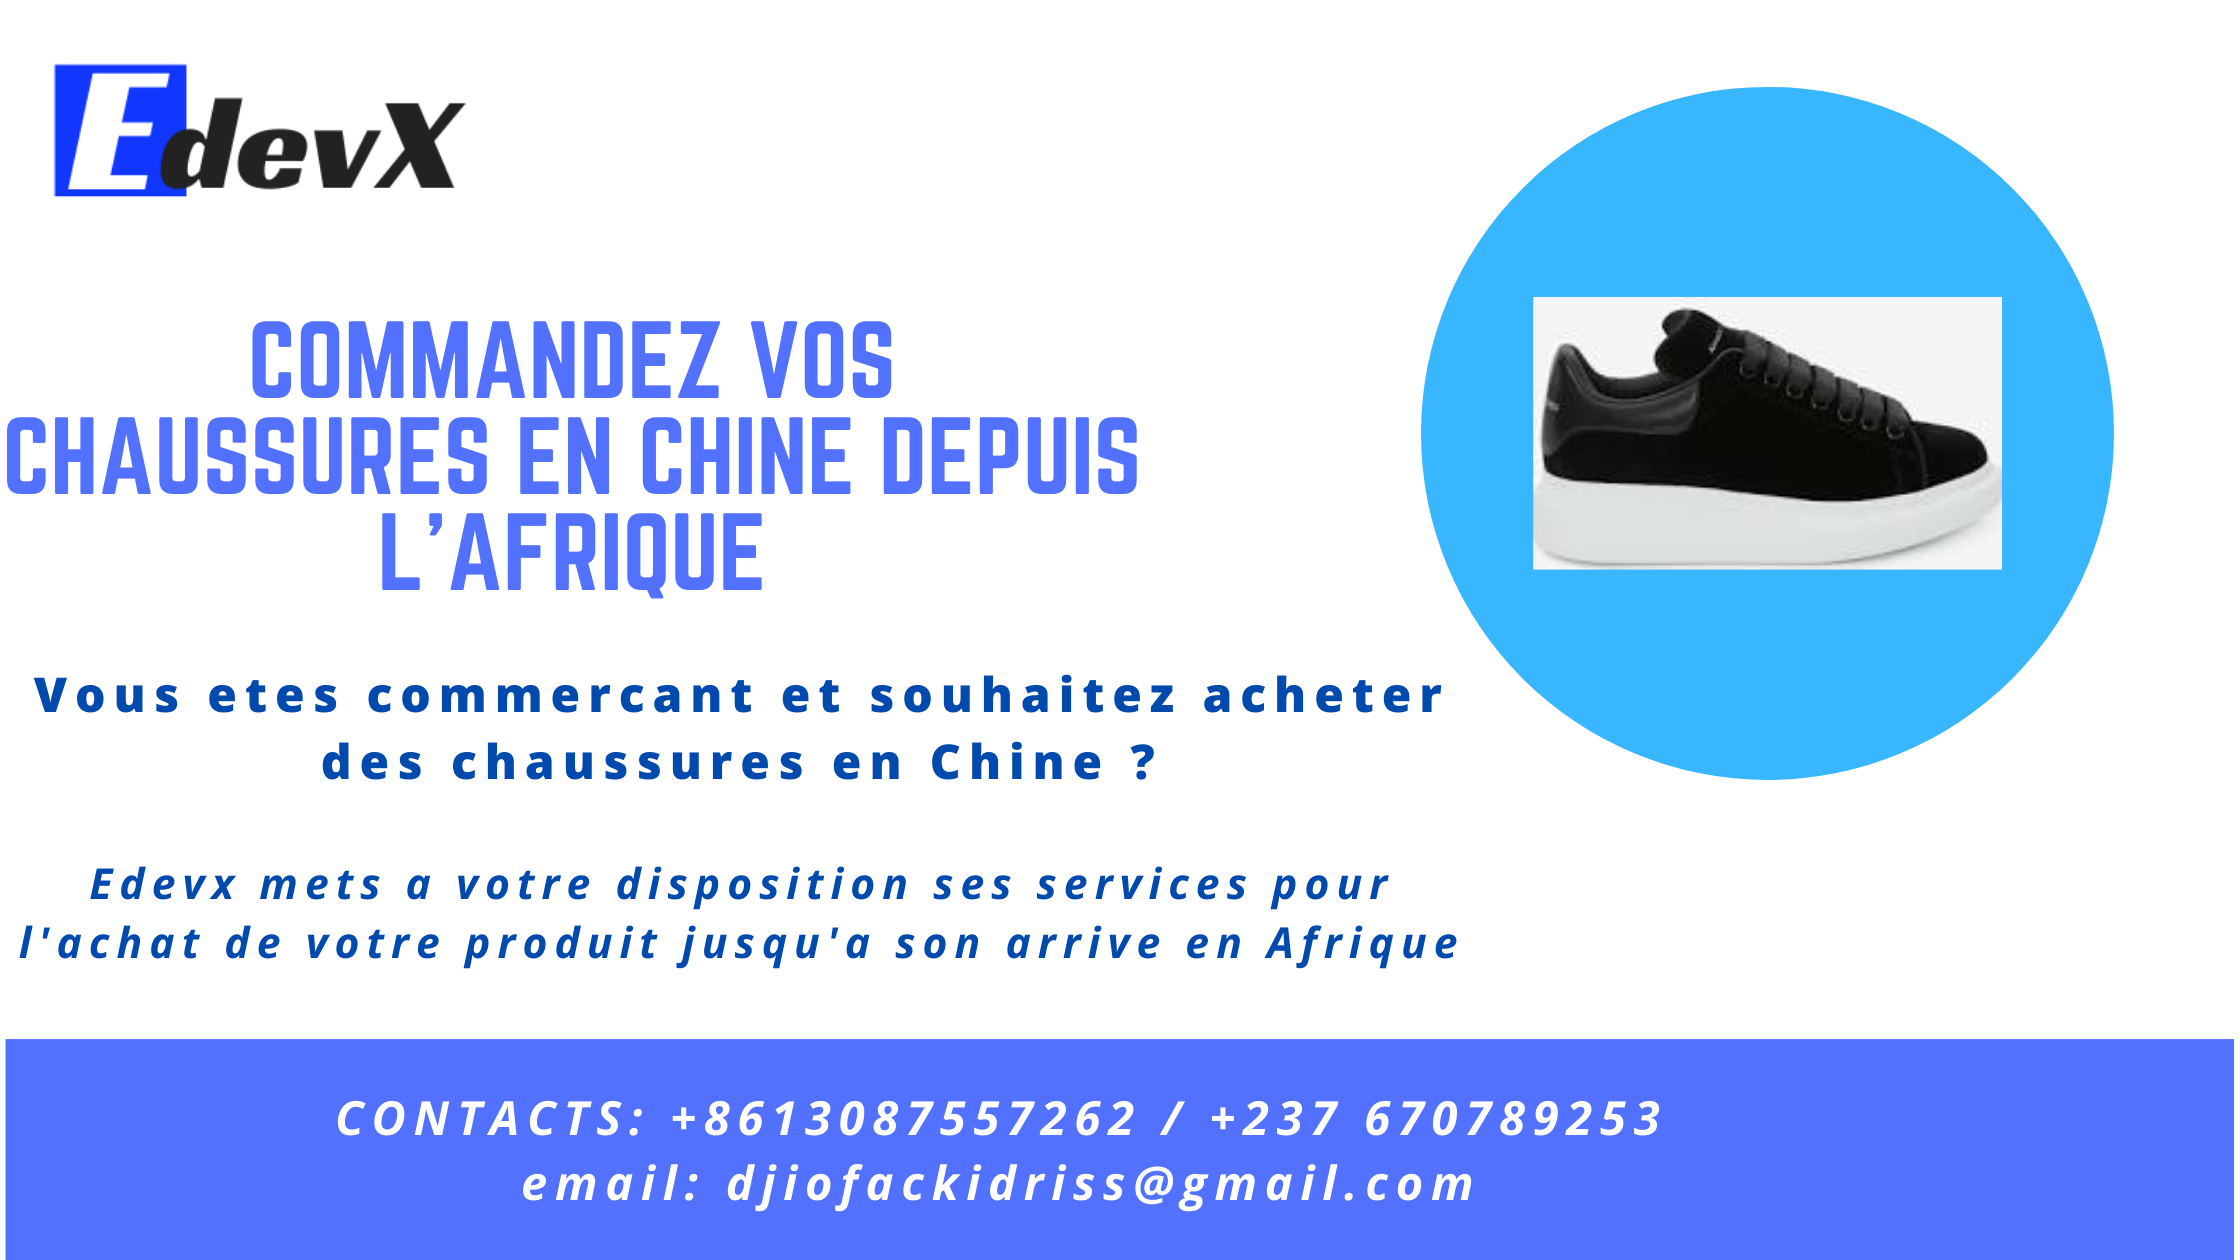 EdevX
COMMANDEZ VOS
CHAUSSURES EN CHINE DEPUIS
L'AFRIQUE
Vous etes commercant et souhaitez acheter
des chaussures en Chine ?
Edevx mets a votre disposition ses services pour
l'achat de votre produit jusqu'a son arrive en Afrique
CONTACTS: +8613087557262 / +237 670789253
email: djiofackidriss@gmail.com